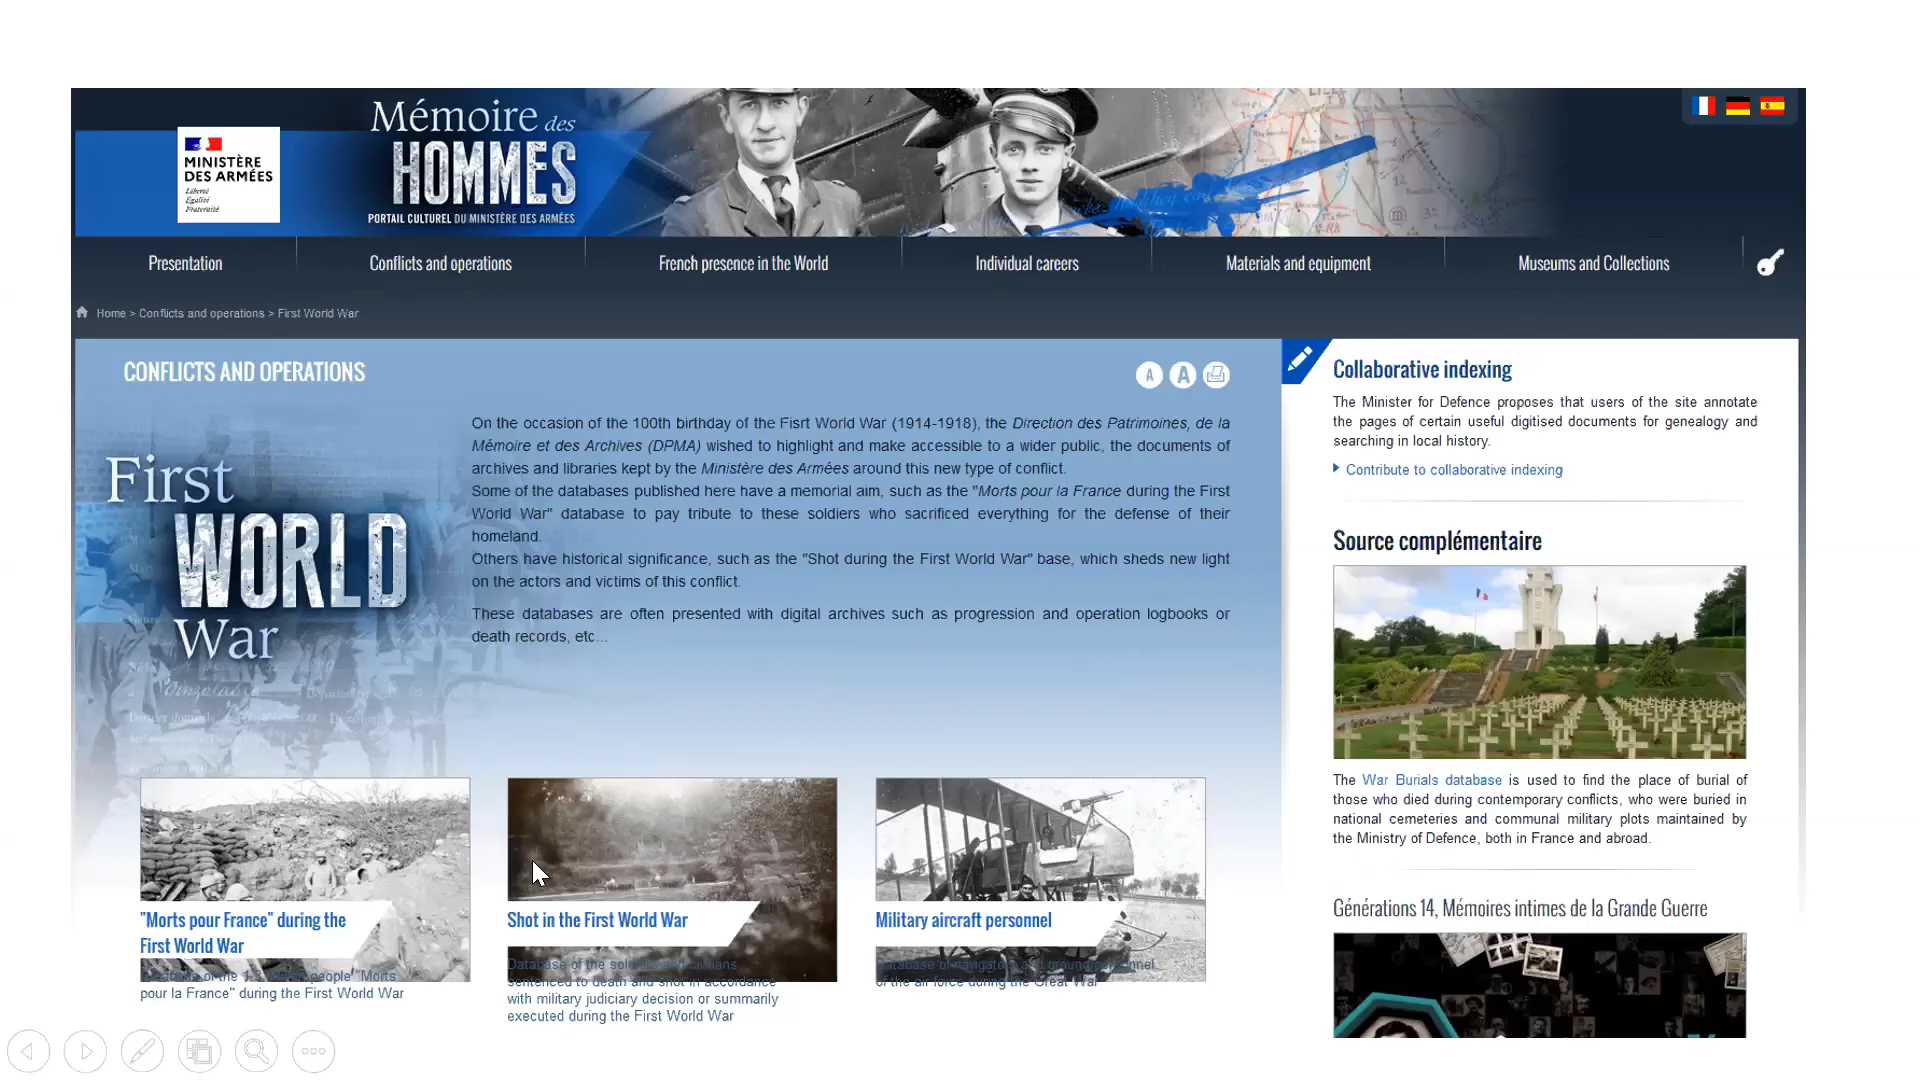 Mémoire des
HOMMES
PORTAIL CULTUREL DU MINISTÈRE DES ARMÉES
MINISTÈRE
DES ARMÉES
Liberté
Égalité
Fraternité
Presentation
Conflicts and operations
French presence in the World
Individual careers
Materials and equipment
Museums and Collections
Home > Conflicts and operations > First World War
CONFLICTS AND OPERATIONS
A A
First
WORLD
War
On the occasion of the 100th birthday of the Fisrt World War (1914-1918), the Direction des Patrimoines, de la
Mémoire et des Archives (DPMA) wished to highlight and make accessible to a wider public, the documents of
archives and libraries kept by the Ministère des Armées around this new type of conflict.
Some of the databases published here have a memorial aim, such as the "Morts pour la France during the First
World War" database to pay tribute to these soldiers who sacrificed everything for the defense of their
homeland.
Others have historical significance, such as the "Shot during the First World War" base, which sheds new light
on the actors and victims of this conflict.
These databases are often presented with digital archives such as progression and operation logbooks or
death records, etc...
"Morts pour France" during the
First World War
people "Morts
pour la France" during the First World War
Shot in the First World War
Database of the
sentenced to death and shot in accordance
with military judiciary decision or summarily
executed during the First World War
Military aircraft personnel
Database of navigators and ground personnel
of the air force during the Great War
Collaborative indexing
The Minister for Defence proposes that users of the site annotate
the pages of certain useful digitised documents for genealogy and
searching in local history.
Contribute to collaborative indexing
Source complémentaire
The War Burials database is used to find the place of burial of
those who died during contemporary conflicts, who were buried in
national cemeteries and communal military plots maintained by
the Ministry of Defence, both in France and abroad.
Générations 14, Mémoires intimes de la Grande Guerre